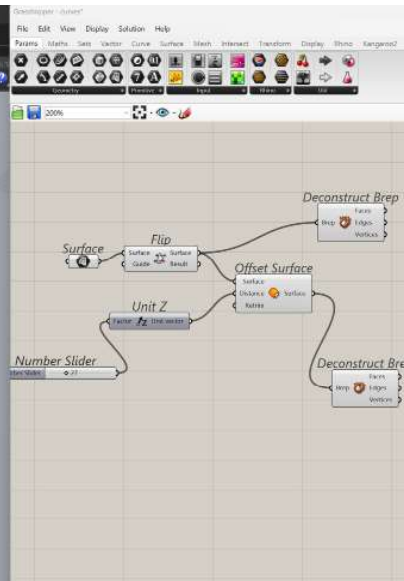 Grasshopper - curves*
File Edit View Display Solution Help
Params Maths Sets Vector Curve Surface Mesh Intersect Transform Display Rhino Kangaroo2
Geometry Primitive Input Rhino Util
200%
Deconstruct Brep
Faces
Brep Edges
Vertices
Flip
Surface
Surface Surface
Guide Result
Offset Surface
Surface
Distance Surface
Retrim
Unit Z
Factor Unit vector
Number Slider
Deconstruct Bre
Faces
Brep Edges
Vertices